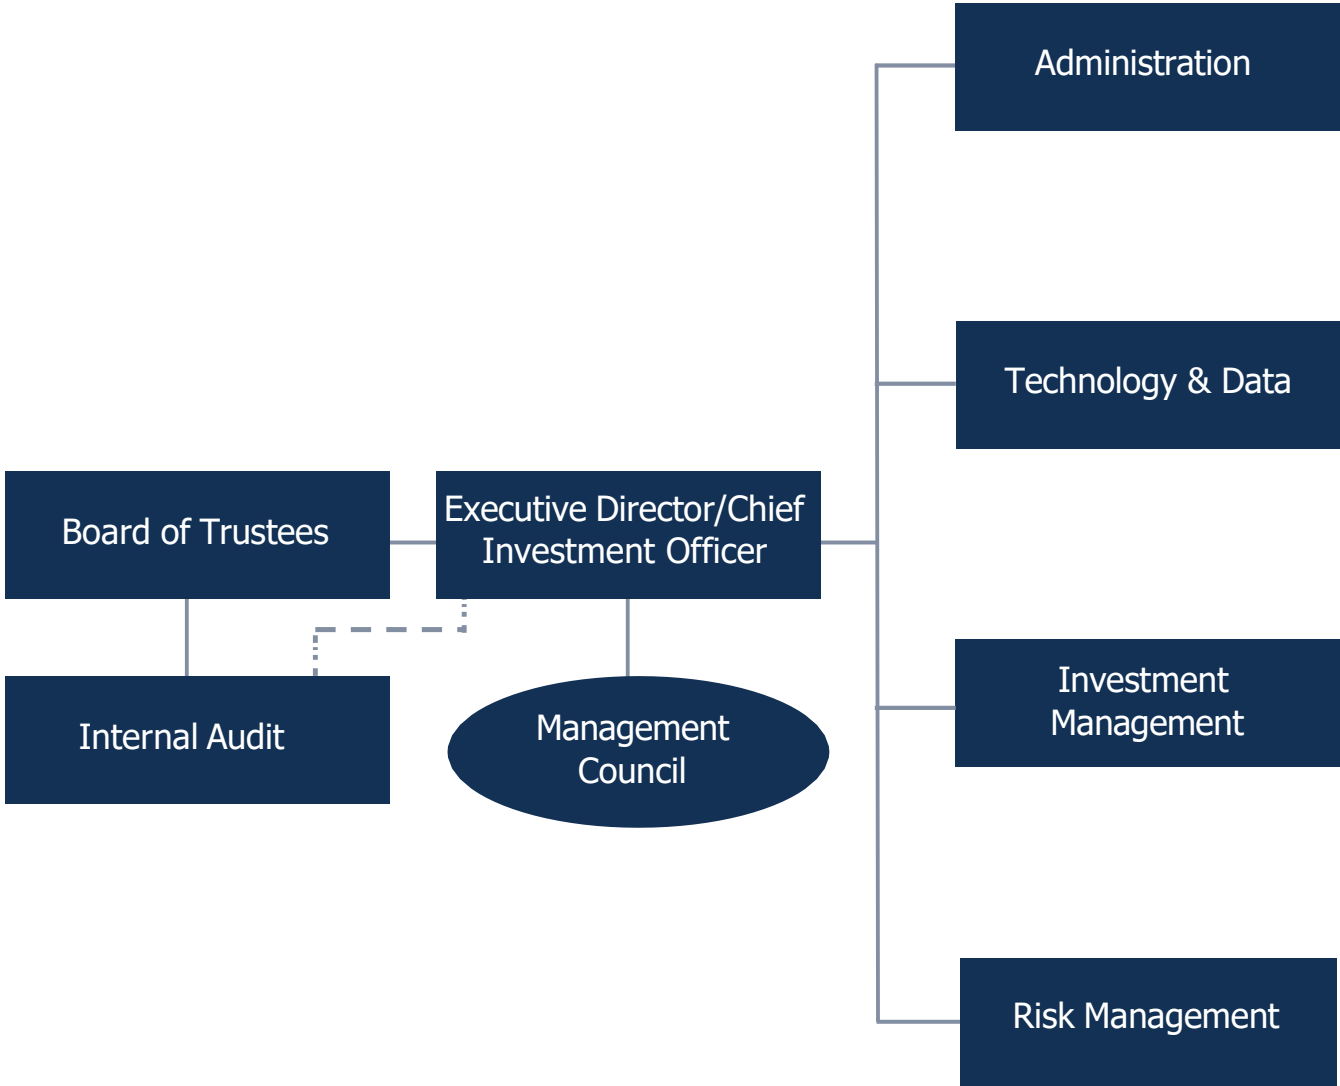 Administration
Technology & Data
Board of Trustees
Executive Director/Chief
Investment Officer
Investment
Management
Internal Audit
Management
Council
Risk Management